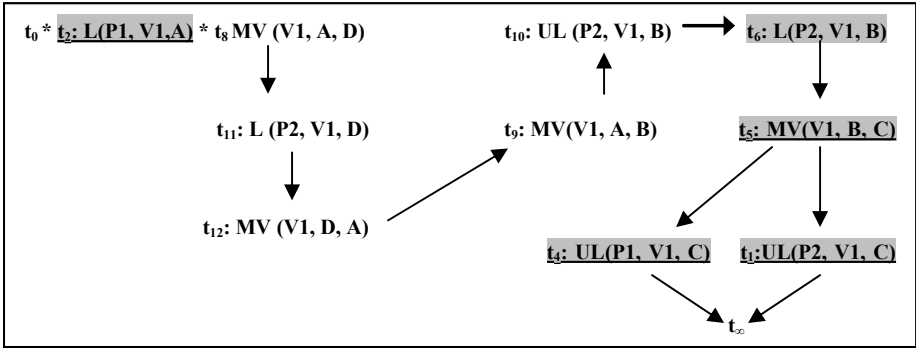 t₀ * t₂: L(P1, V1,A) * t₈ MV (V1, A, D)
t₁₀: UL (P2, V1, B)
t₆: L(P2, V1, B)
t₁₁: L (P2, V1, D)
t₉: MV(V1, A, B)
t₅: MV(V1, B, C)
t₁₂: MV (V1, D, A)
t₄: UL(P1, V1, C)
t₁:UL(P2, V1, C)
t∞